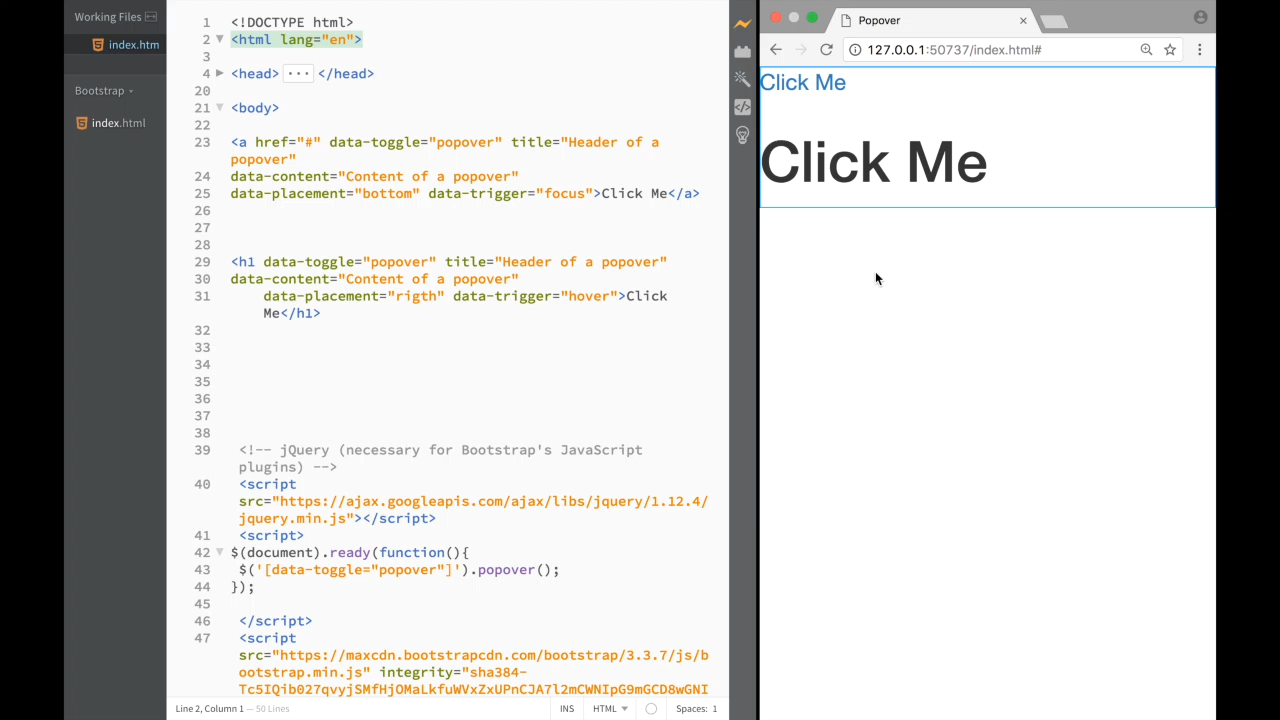 Working Files
index.htm
Bootstrap
index.html
1 <!DOCTYPE html>
2 <html lang="en">
3
4 <head> ... </head>
20
21 <body>
22
23 <a href="#" data-toggle="popover" title="Header of a
popover"
24 data-content="Content of a popover"
25 data-placement="bottom" data-trigger="focus">Click Me</a>
26
27
28
29 <h1 data-toggle="popover" title="Header of a popover"
30 data-content="Content of a popover"
31 data-placement="rigth" data-trigger="hover">Click
Me</h1>
32
33
34
35
36
37
38
39 <!-- jQuery (necessary for Bootstrap's JavaScript
plugins) -->
40 <script
src="https://ajax.googleapis.com/ajax/libs/jquery/1.12.4/
jquery.min.js"></script>
41 <script>
42 $(document).ready(function(){
43 $('[data-toggle="popover"]').popover();
44 });
45
46 </script>
47 <script
src="https://maxcdn.bootstrapcdn.com/bootstrap/3.3.7/js/b
ootstrap.min.js" integrity="sha384-
Tc5IQib027qvyjSMfHjOMaLkfuWVxZxUPnCJA7l2mCWNIpG9mGCD8wGNI
Line 2, Column 1 — 50 Lines
INS
HTML
Spaces: 1
Popover
127.0.0.1:50737/index.html#
Click Me
Click Me